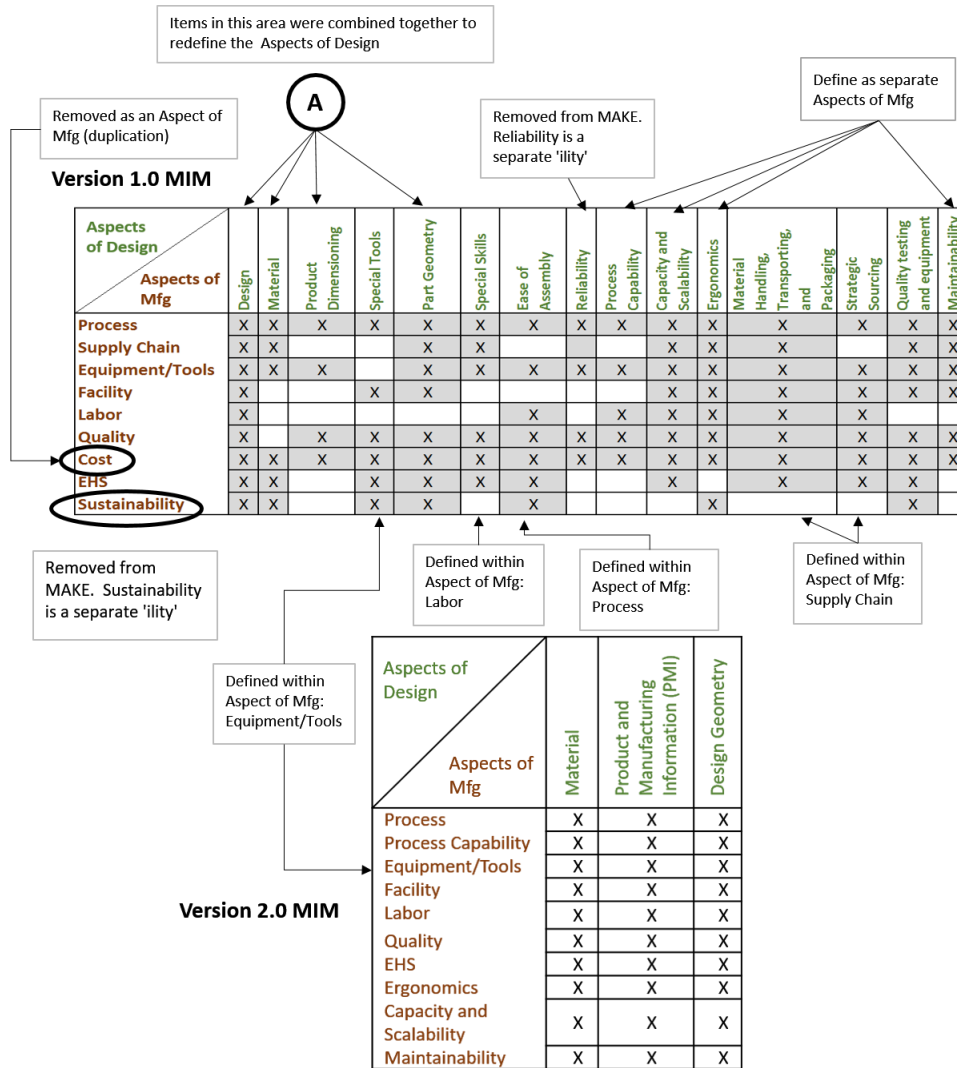 Items in this area were combined together to
redefine the  Aspects of Design
A
Removed as an Aspect of
Mfg (duplication)
Removed from MAKE.
Reliability is a
separate 'ility'
Define as separate
Aspects of Mfg
Version 1.0 MIM
Aspects
of Design
Aspects of
Mfg
Design
Material
Product
Dimensioning
Special Tools
Part Geometry
Special Skills
Ease of
Assembly
Reliability
Process
Capability
Capacity and
Scalability
Ergonomics
Material
Handling,
Transporting,
and
Packaging
Strategic
Sourcing
Quality testing
and equipment
Maintainability
Process X X X X X X X X X X X X X X X
Supply Chain X X X X X X X X X
Equipment/Tools X X X X X X X X X X X X X X
Facility X X X X X X X X X
Labor X X X X X X X
Quality X X X X X X X X X X X X X X
Cost X X X X X X X X X X X X X X X
EHS X X X X X X X X X X
Sustainability X X X X X X
Removed from
MAKE.  Sustainability
is a separate 'ility'
Defined within
Aspect of Mfg:
Labor
Defined within
Aspect of Mfg:
Process
Defined within
Aspect of Mfg:
Supply Chain
Defined within
Aspect of Mfg:
Equipment/Tools
Version 2.0 MIM
Aspects of
Design
Aspects of
Mfg
Material
Product and
Manufacturing
Information (PMI)
Design Geometry
Process X X X
Process Capability X X X
Equipment/Tools X X X
Facility X X X
Labor X X X
Quality X X X
EHS X X X
Ergonomics X X X
Capacity and
Scalability X X X
Maintainability X X X